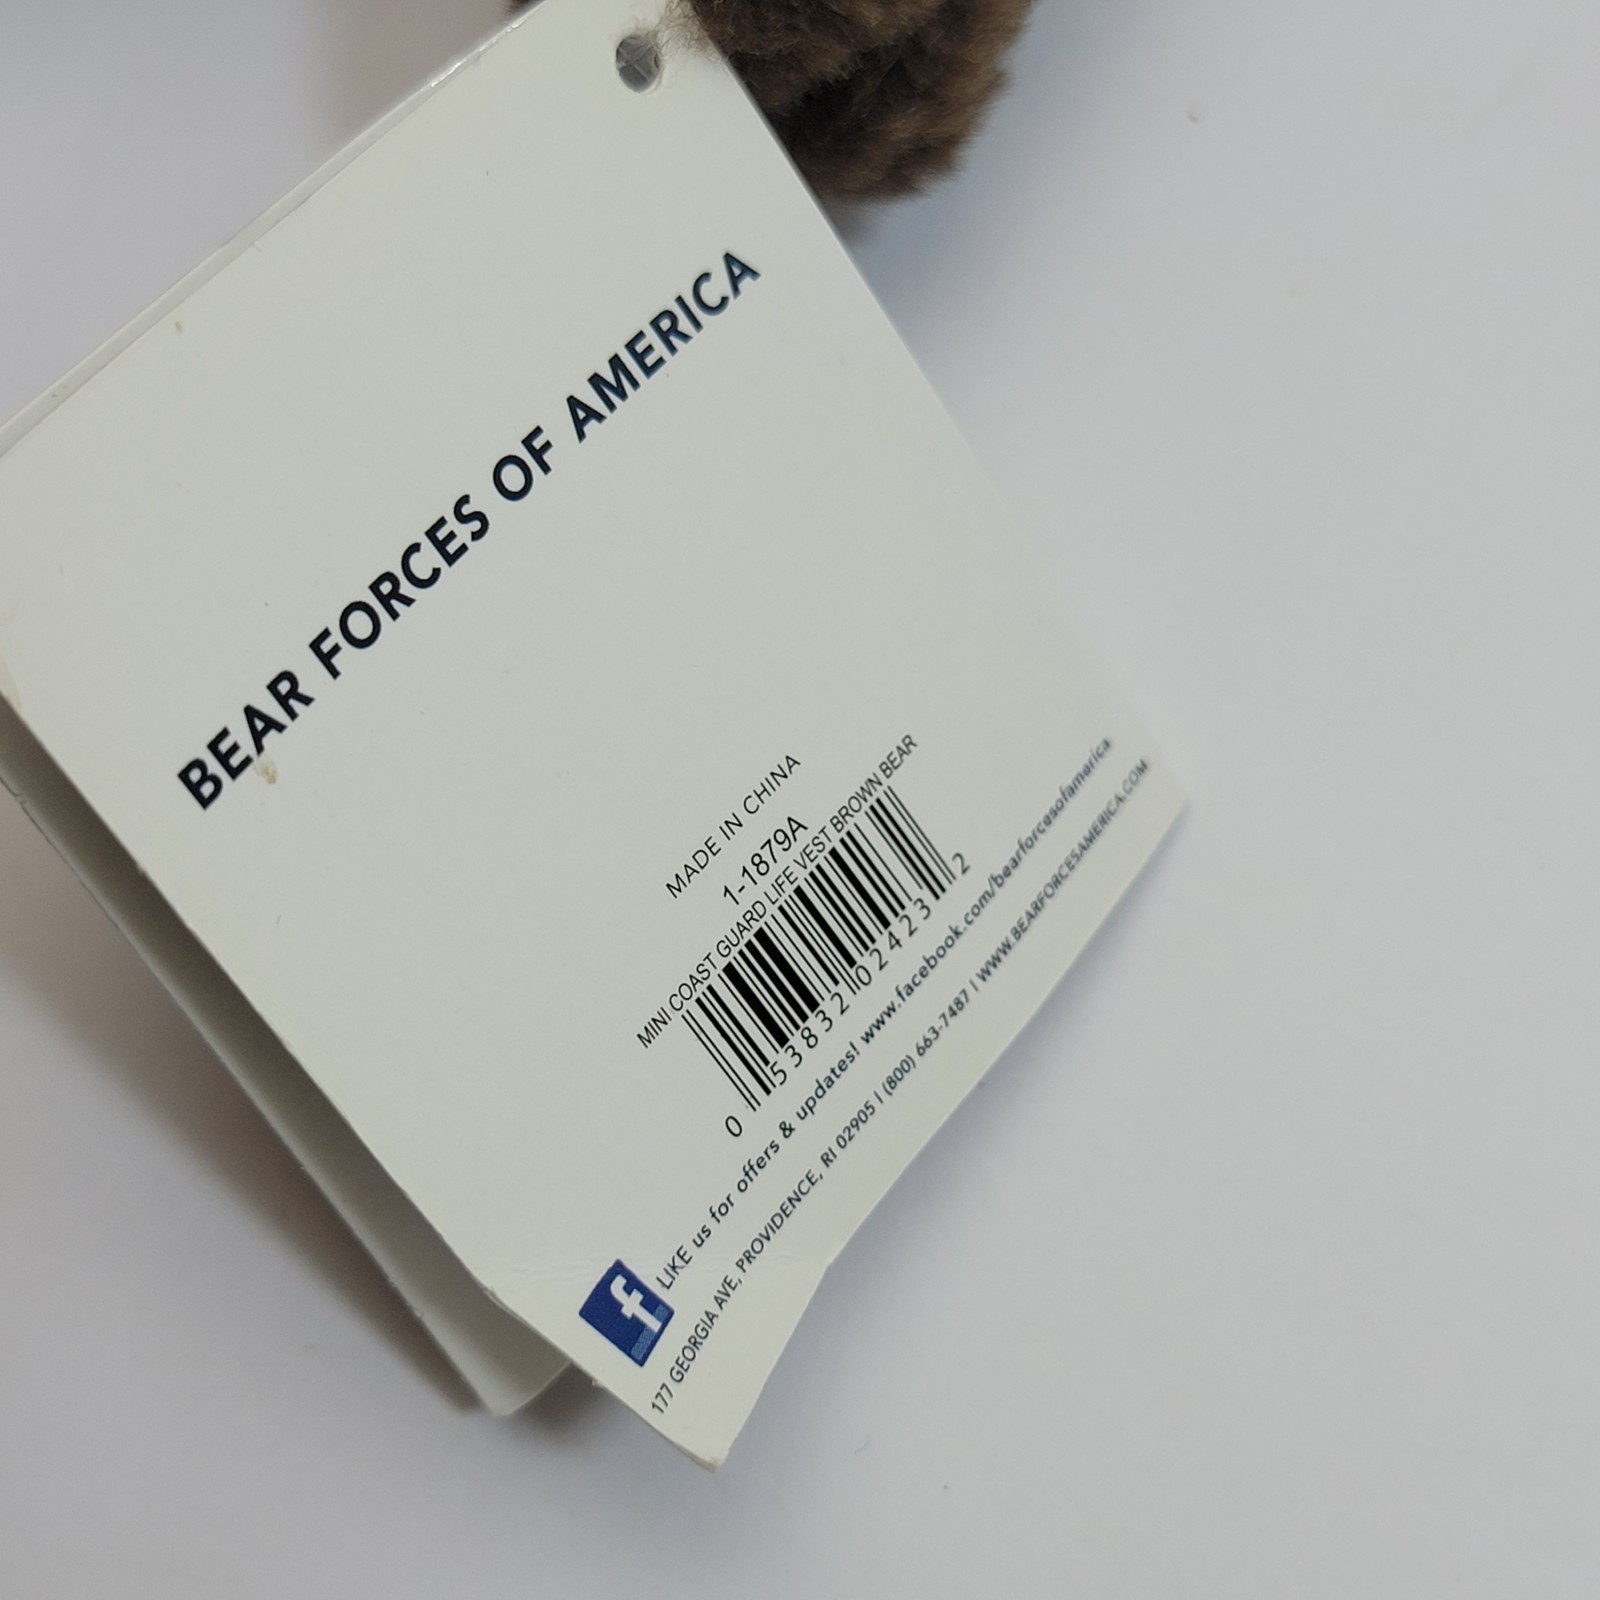 BEAR FORCES OF AMERICA
MADE IN CHINA
1-1879A
MINI COAST GUARD LIFE VEST BROWN BEAR
0 53832 02423 2
f LIKE us for offers & updates! www.facebook.com/bearforcesofamerica
177 GEORGIA AVE, PROVIDENCE, RI 02905 | (800) 663-7487 | WWW.BEARFORCESAMERICA.COM